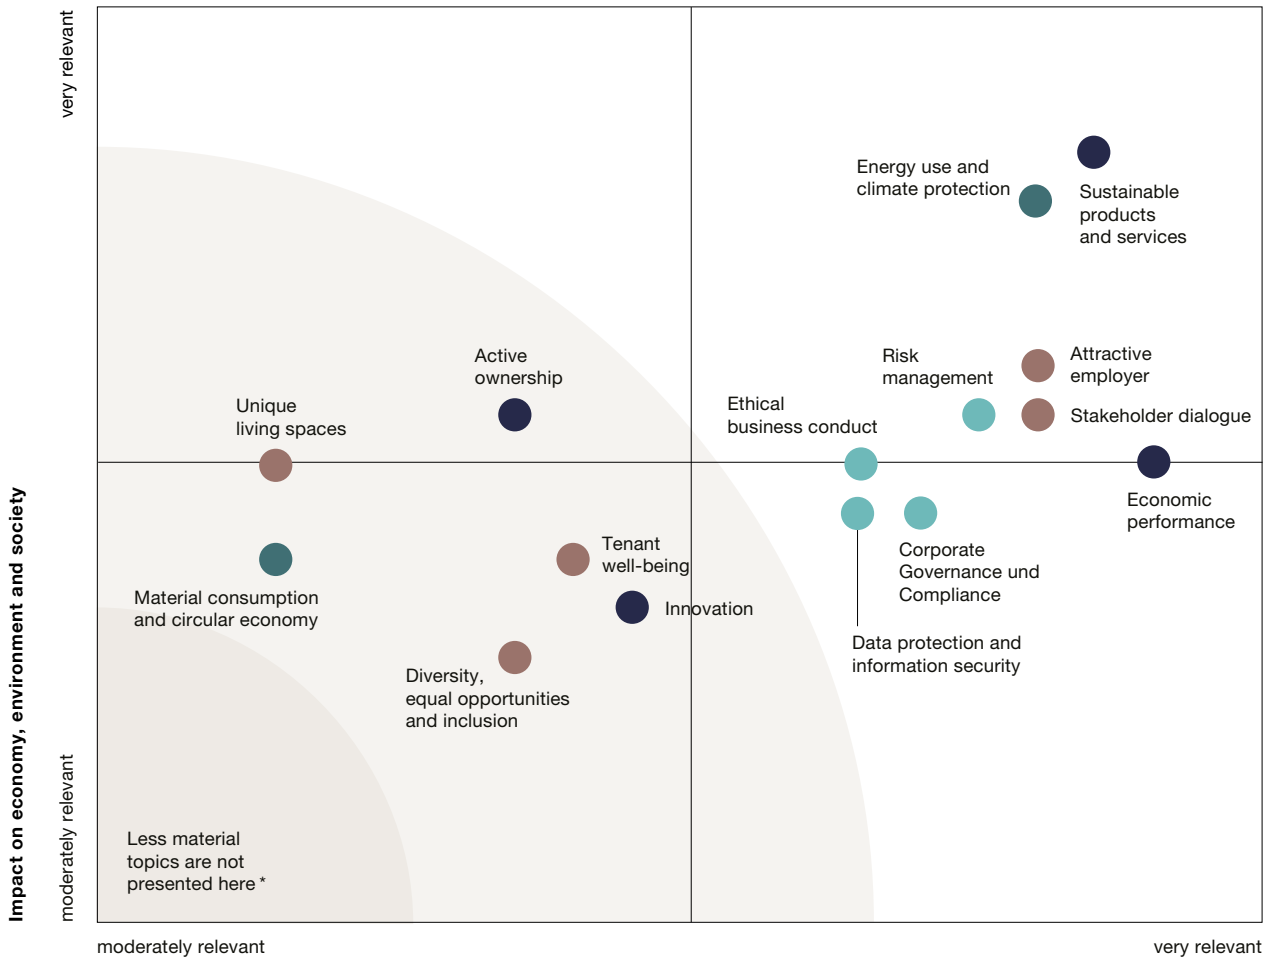 very relevant
Energy use and
climate protection
Sustainable
products
and services
Active
ownership
Risk
management
Attractive
employer
Unique
living spaces
Ethical
business conduct
Stakeholder dialogue
Economic
performance
Tenant
well-being
Corporate
Governance und
Compliance
Material consumption
and circular economy
Innovation
Data protection and
information security
Diversity,
equal opportunities
and inclusion
Impact on economy, environment and society
moderately relevant
Less material
topics are not
presented here *
moderately relevant
very relevant